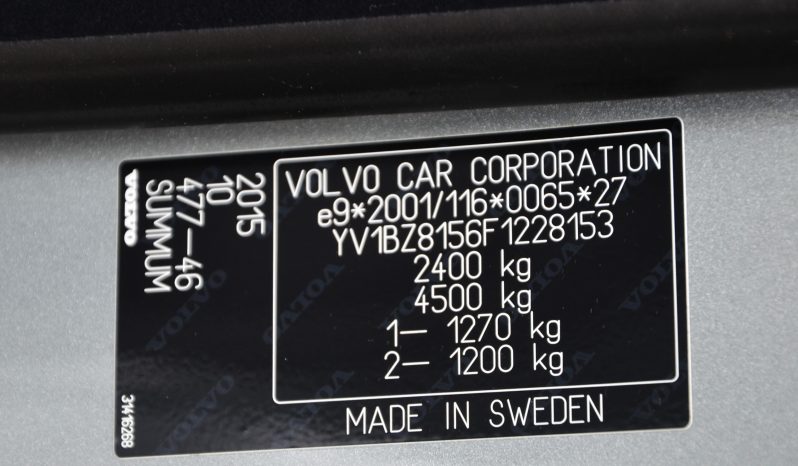 VOLVO
SUMMUM
477-46
10
2015
31416268
VOLVO CAR CORPORATION
e9*2001/116*0065*27
YV1BZ8156F1228153
2400 kg
4500 kg
1- 1270 kg
2- 1200 kg
MADE IN SWEDEN